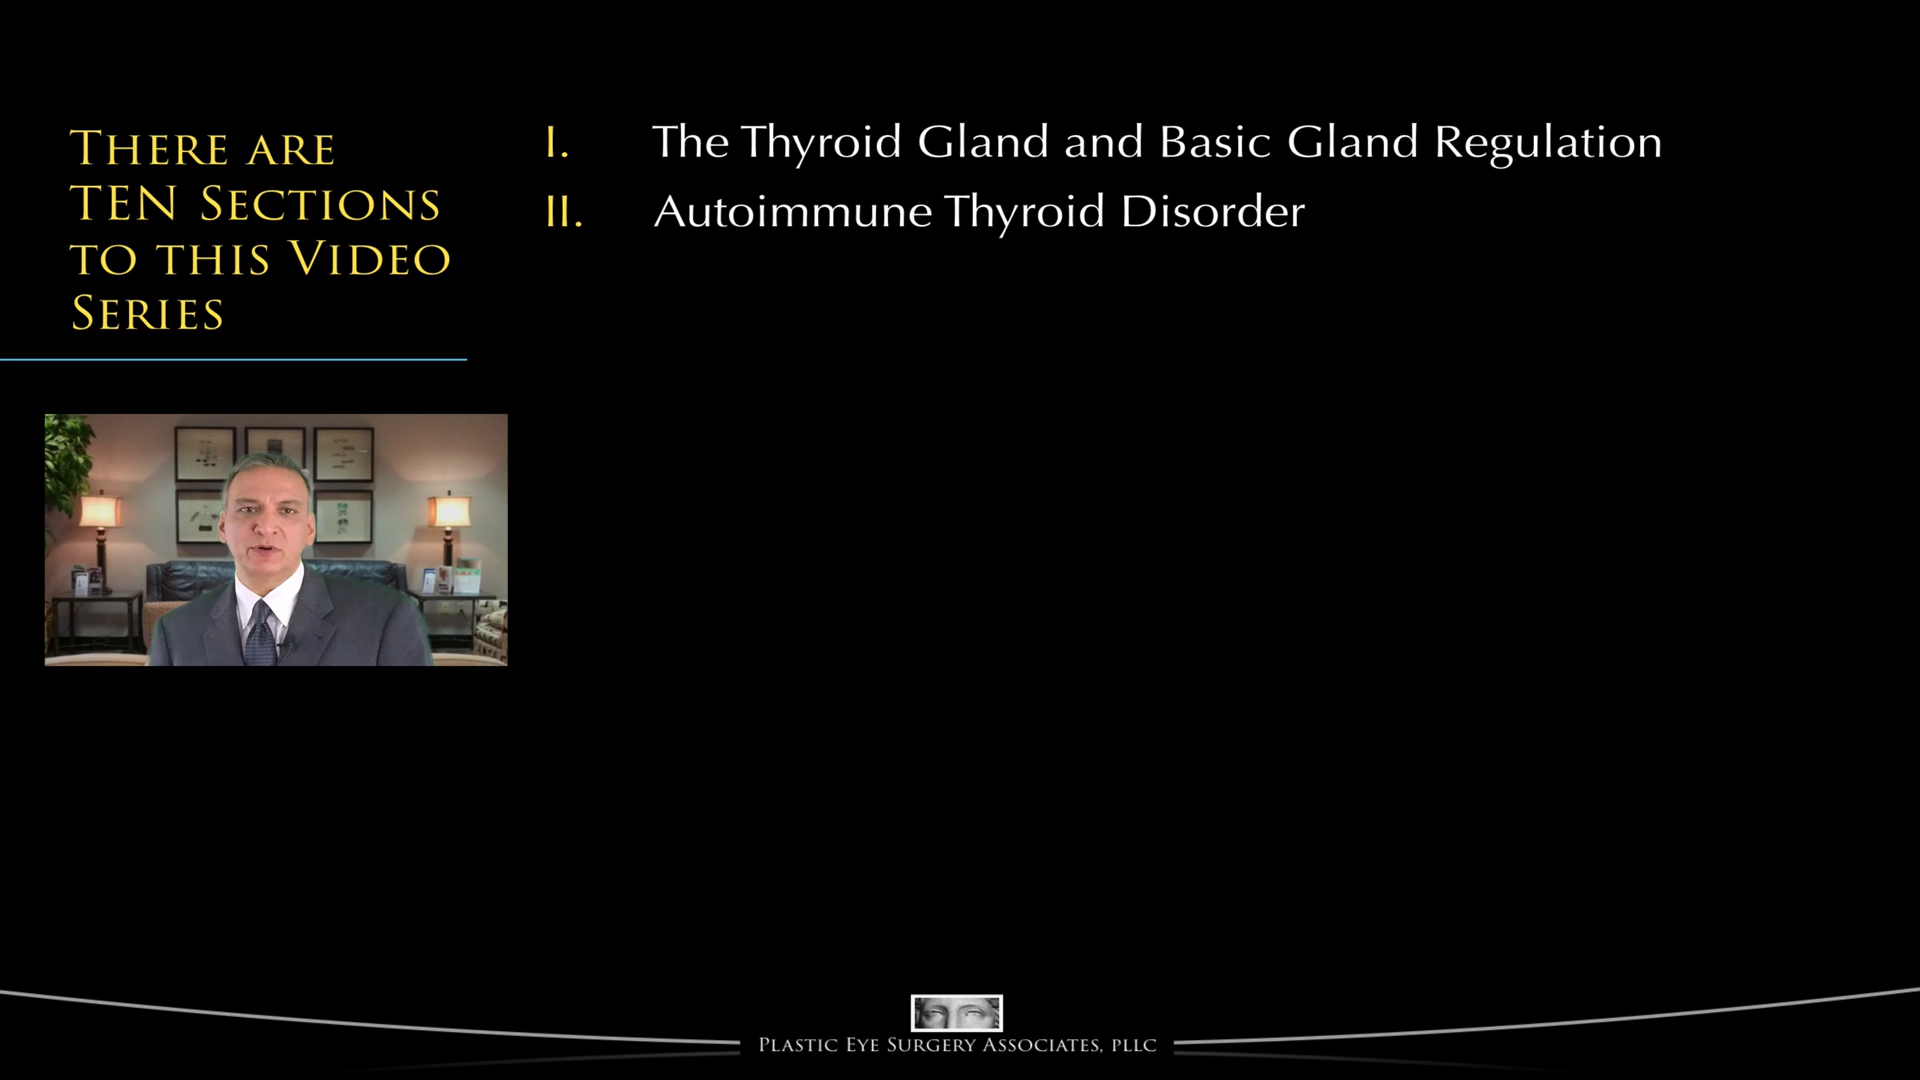 There are
TEN Sections
to this Video
Series
I. The Thyroid Gland and Basic Gland Regulation
II. Autoimmune Thyroid Disorder
Plastic Eye Surgery Associates, PLLC